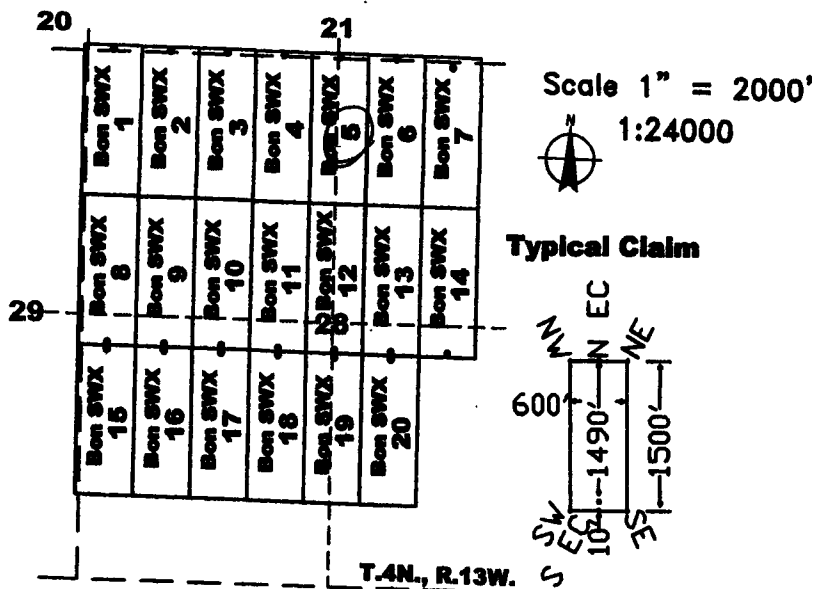 20
21
Bon SWX 1
Bon SWX 2
Bon SWX 3
Bon SWX 4
Bon SWX 5
Bon SWX 6
Bon SWX 7
Scale 1" = 2000'
N
1:24000
Bon SWX 8
Bon SWX 9
Bon SWX 10
Bon SWX 11
Bon SWX 12
Bon SWX 13
Bon SWX 14
29
28
Bon SWX 15
Bon SWX 16
Bon SWX 17
Bon SWX 18
Bon SWX 19
Bon SWX 20
Typical Claim
NW
N EC
NE
600'
1490'
1500'
SW
S EC
10'
SE
T.4N., R.13W.